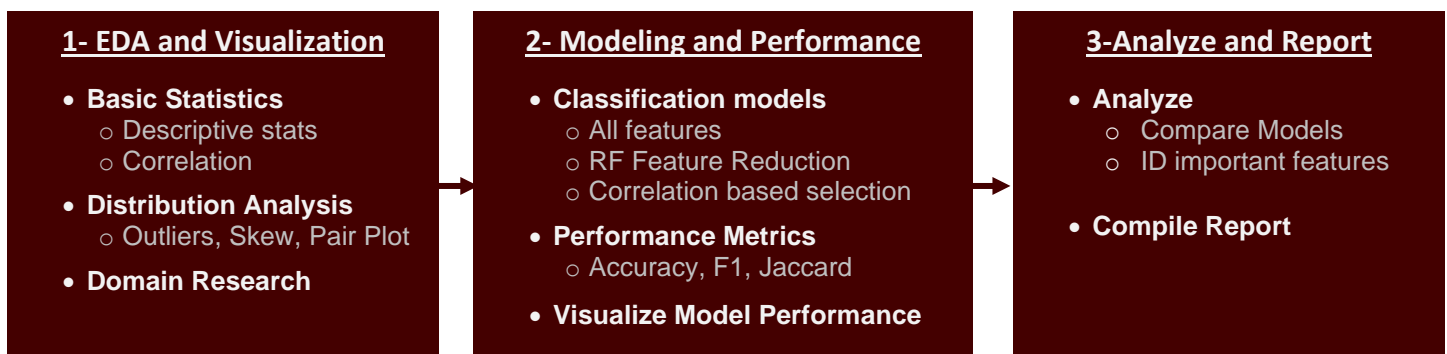 1- EDA and Visualization
• Basic Statistics
o Descriptive stats
o Correlation
• Distribution Analysis
o Outliers, Skew, Pair Plot
• Domain Research
2- Modeling and Performance
• Classification models
o All features
o RF Feature Reduction
o Correlation based selection
• Performance Metrics
o Accuracy, F1, Jaccard
• Visualize Model Performance
3-Analyze and Report
• Analyze
o Compare Models
o ID important features
• Compile Report